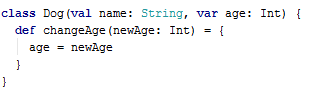 class Dog(val name: String, var age: Int) {
  def changeAge(newAge: Int) = {
    age = newAge
  }
}